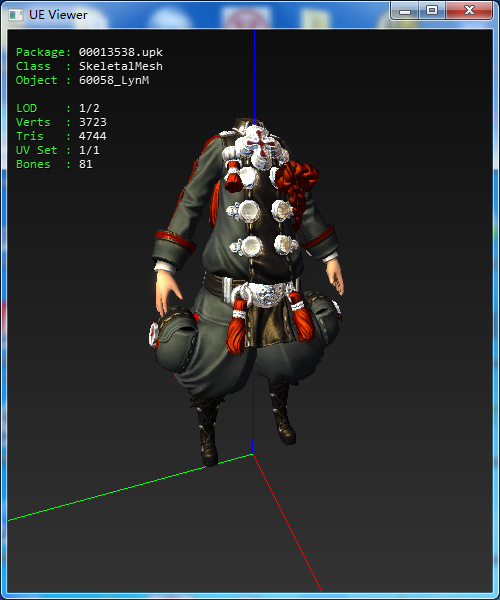 UE Viewer
Package: 00013538.upk
Class : SkeletalMesh
Object : 60058_LynM
LOD : 1/2
Verts : 3723
Tris : 4744
UV Set : 1/1
Bones : 81